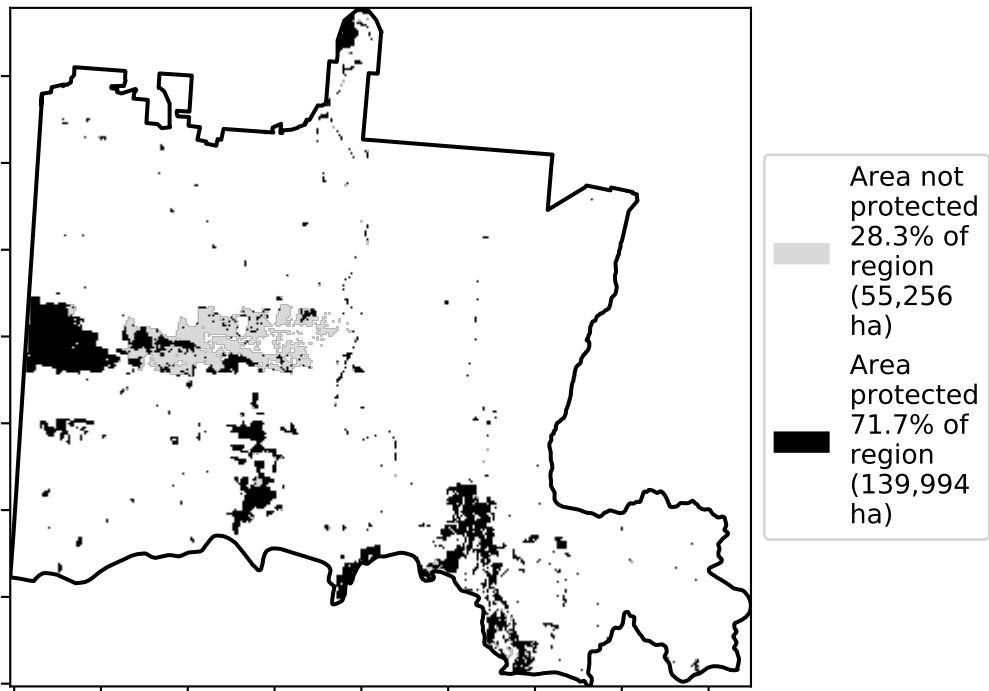 Area not
protected
28.3% of
region
(55,256
ha)
Area
protected
71.7% of
region
(139,994
ha)